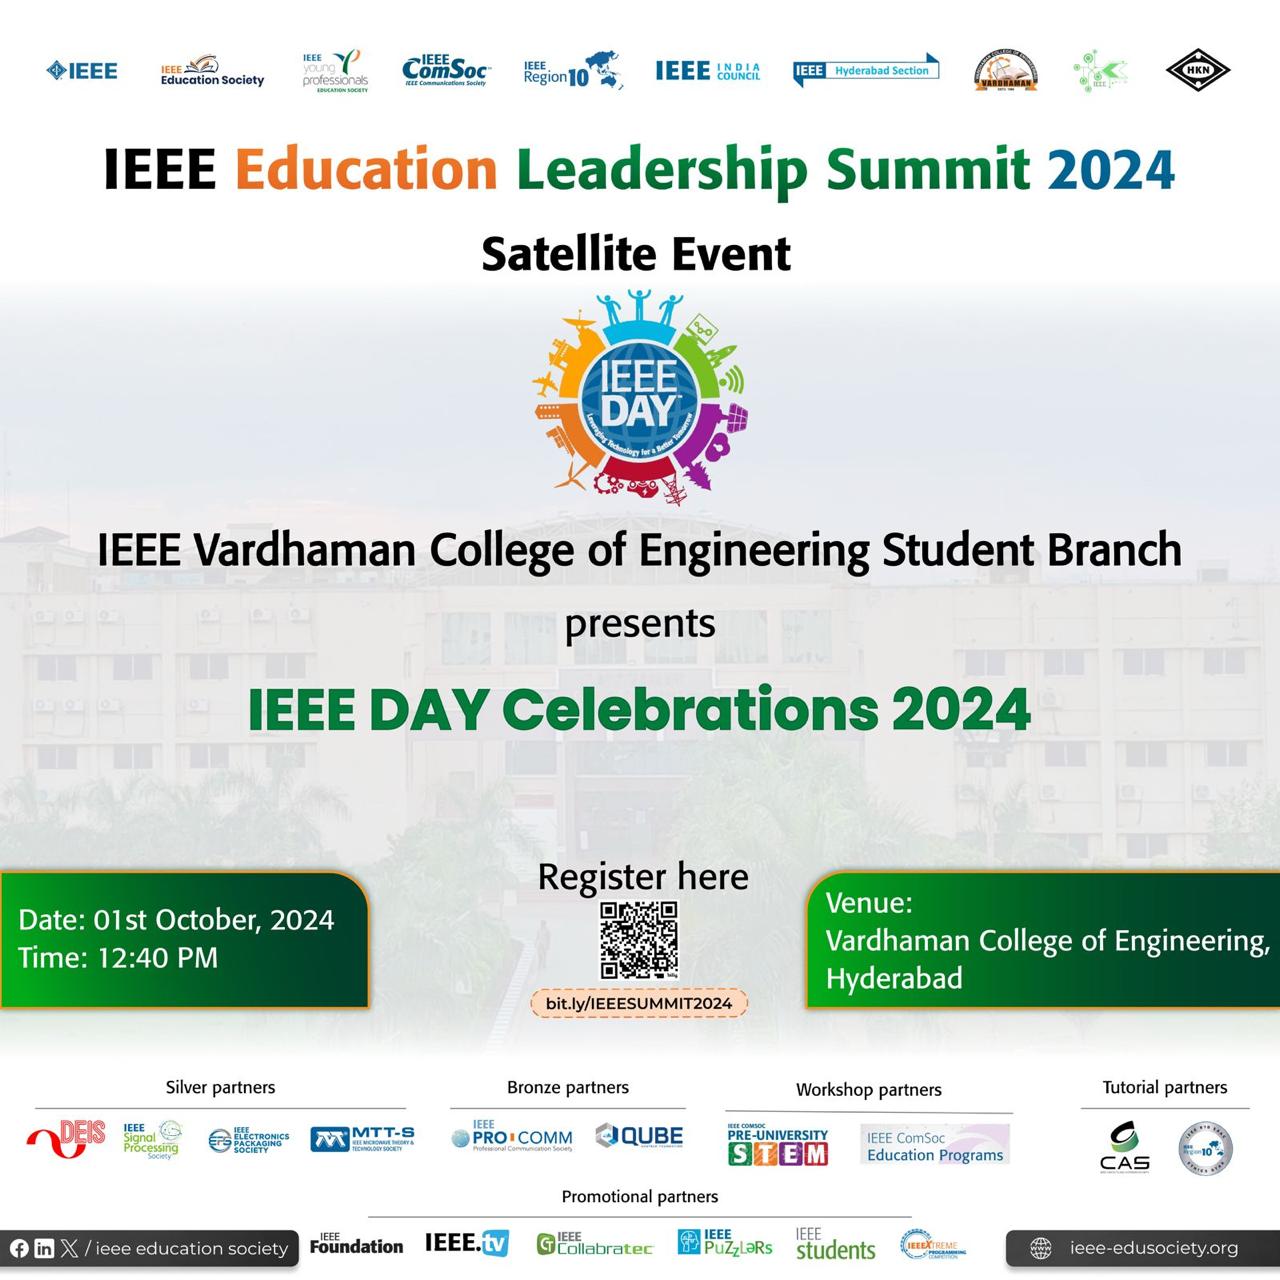 IEEE
IEEE Education Society
IEEE young professionals EDUCATION SOCIETY
IEEE ComSoc IEEE Communications Society
IEEE Region 10
IEEE INDIA COUNCIL
IEEE Hyderabad Section
VARDHAMAN
IEEE
HKN
IEEE Education Leadership Summit 2024
Satellite Event
IEEE
DAY
Leveraging Technology for a Better Tomorrow
IEEE Vardhaman College of Engineering Student Branch
presents
IEEE DAY Celebrations 2024
Register here
bit.ly/IEEESUMMIT2024
Date: 01st October, 2024
Time: 12:40 PM
Venue:
Vardhaman College of Engineering,
Hyderabad
Silver partners
DEIS
IEEE Signal Processing Society
EPS IEEE ELECTRONICS PACKAGING SOCIETY
MTT-S IEEE MICROWAVE THEORY & TECHNOLOGY SOCIETY
Bronze partners
IEEE PRO COMM Professional Communication Society
QUBE
Workshop partners
IEEE COMSOC PRE-UNIVERSITY STEM
IEEE ComSoc Education Programs
Tutorial partners
CAS
IEEE Region 10
Promotional partners
IEEE Foundation
IEEE.tv
IEEE Collabratec
IEEE PuZzLəRs
IEEE students
IEEEXTREME PROGRAMMING COMPETITION
/ ieee education society
ieee-edusociety.org